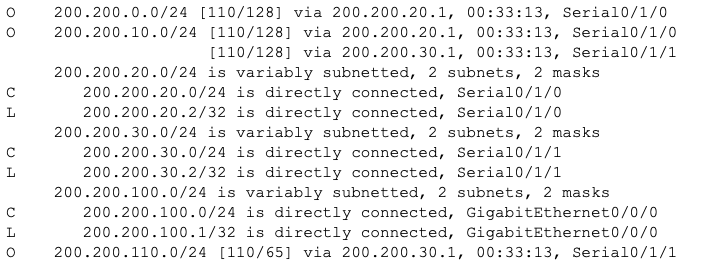 O    200.200.0.0/24 [110/128] via 200.200.20.1, 00:33:13, Serial0/1/0
O    200.200.10.0/24 [110/128] via 200.200.20.1, 00:33:13, Serial0/1/0
                     [110/128] via 200.200.30.1, 00:33:13, Serial0/1/1
     200.200.20.0/24 is variably subnetted, 2 subnets, 2 masks
C       200.200.20.0/24 is directly connected, Serial0/1/0
L       200.200.20.2/32 is directly connected, Serial0/1/0
     200.200.30.0/24 is variably subnetted, 2 subnets, 2 masks
C       200.200.30.0/24 is directly connected, Serial0/1/1
L       200.200.30.2/32 is directly connected, Serial0/1/1
     200.200.100.0/24 is variably subnetted, 2 subnets, 2 masks
C       200.200.100.0/24 is directly connected, GigabitEthernet0/0/0
L       200.200.100.1/32 is directly connected, GigabitEthernet0/0/0
O    200.200.110.0/24 [110/65] via 200.200.30.1, 00:33:13, Serial0/1/1